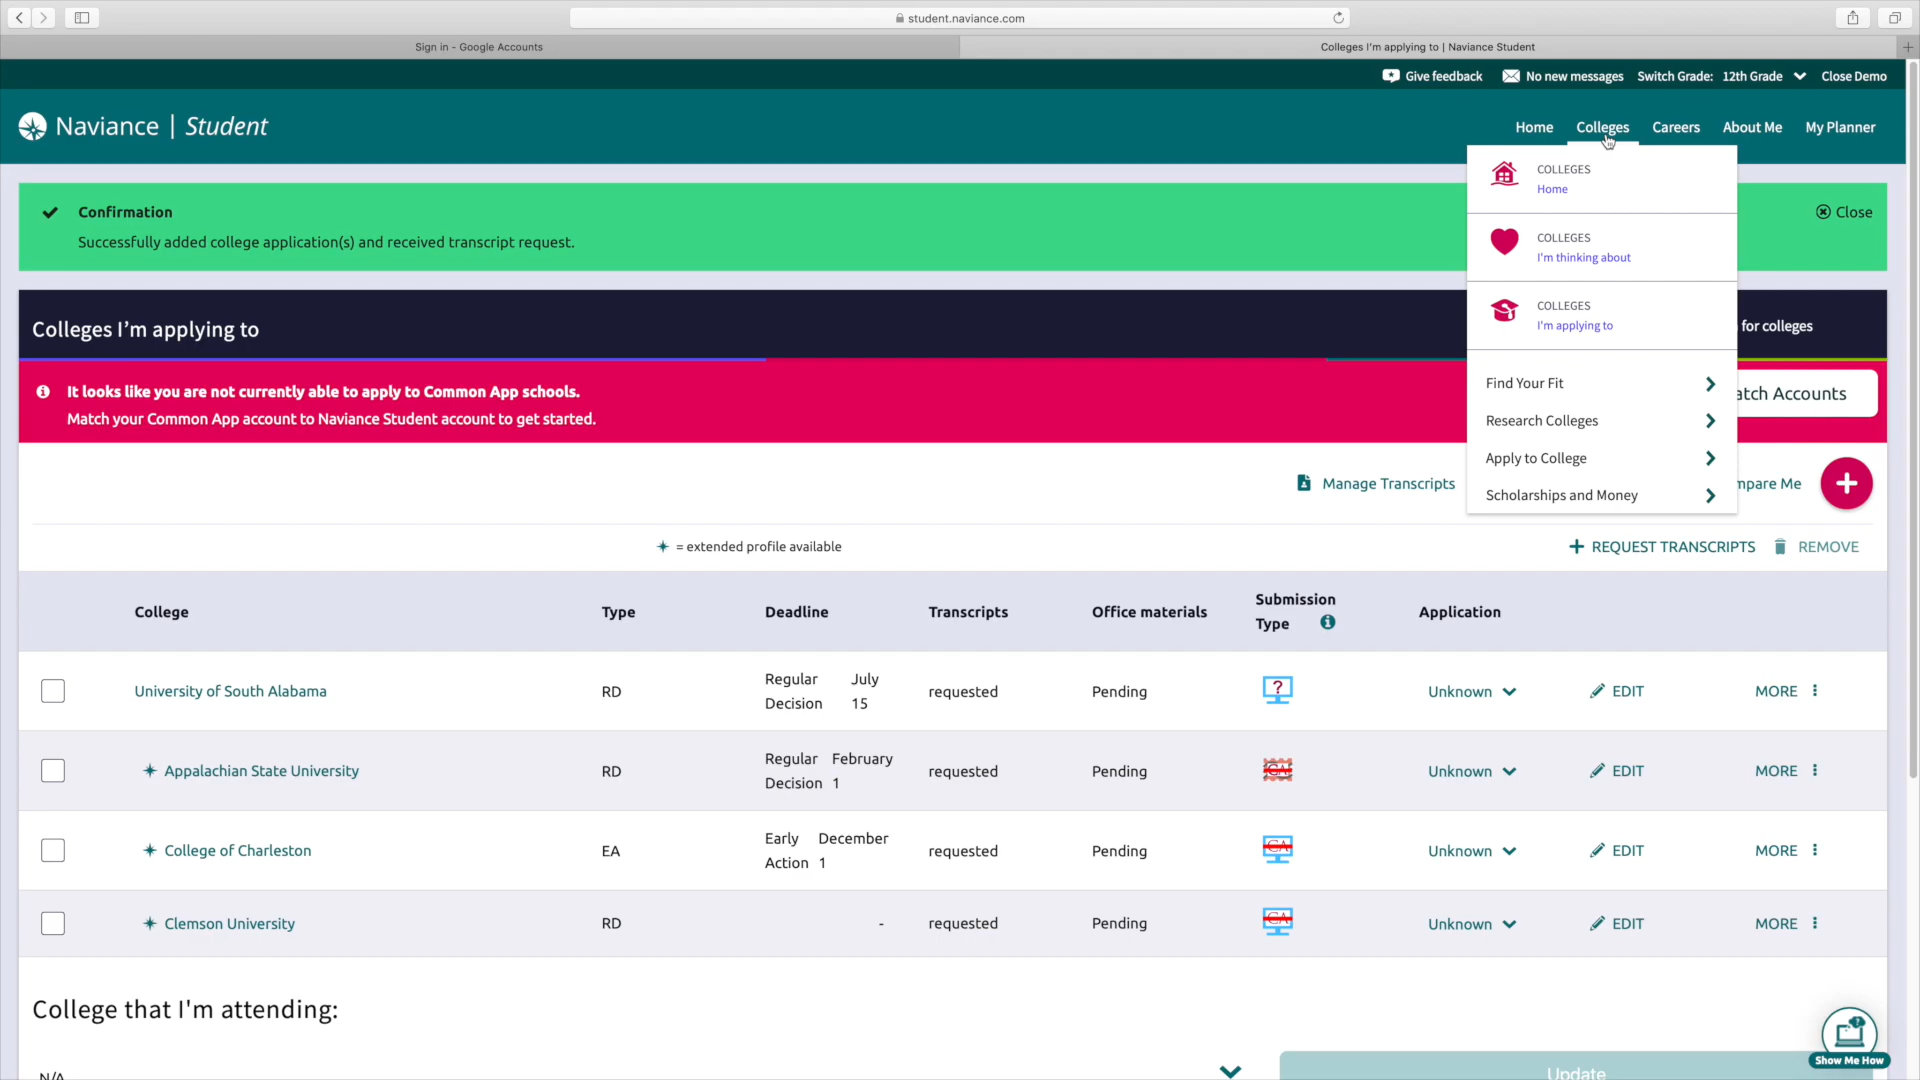 student.naviance.com
Sign in - Google Accounts
Colleges I'm applying to | Naviance Student
Give feedback
No new messages
Switch Grade: 12th Grade
Close Demo
Naviance | Student
Home
Colleges
Careers
About Me
My Planner
COLLEGES
Home
COLLEGES
I'm thinking about
COLLEGES
I'm applying to
Find Your Fit
Research Colleges
Apply to College
Scholarships and Money
Confirmation
Successfully added college application(s) and received transcript request.
Close
Colleges I'm applying to
for colleges
It looks like you are not currently able to apply to Common App schools.
Match your Common App account to Naviance Student account to get started.
atch Accounts
Manage Transcripts
mpare Me
= extended profile available
REQUEST TRANSCRIPTS
REMOVE
College Type Deadline Transcripts Office materials Submission Type Application
University of South Alabama RD Regular Decision July 15 requested Pending ? Unknown EDIT MORE
Appalachian State University RD Regular Decision February 1 requested Pending CA Unknown EDIT MORE
College of Charleston EA Early Action December 1 requested Pending CA Unknown EDIT MORE
Clemson University RD - requested Pending CA Unknown EDIT MORE
College that I'm attending:
N/A
Update
Show Me How